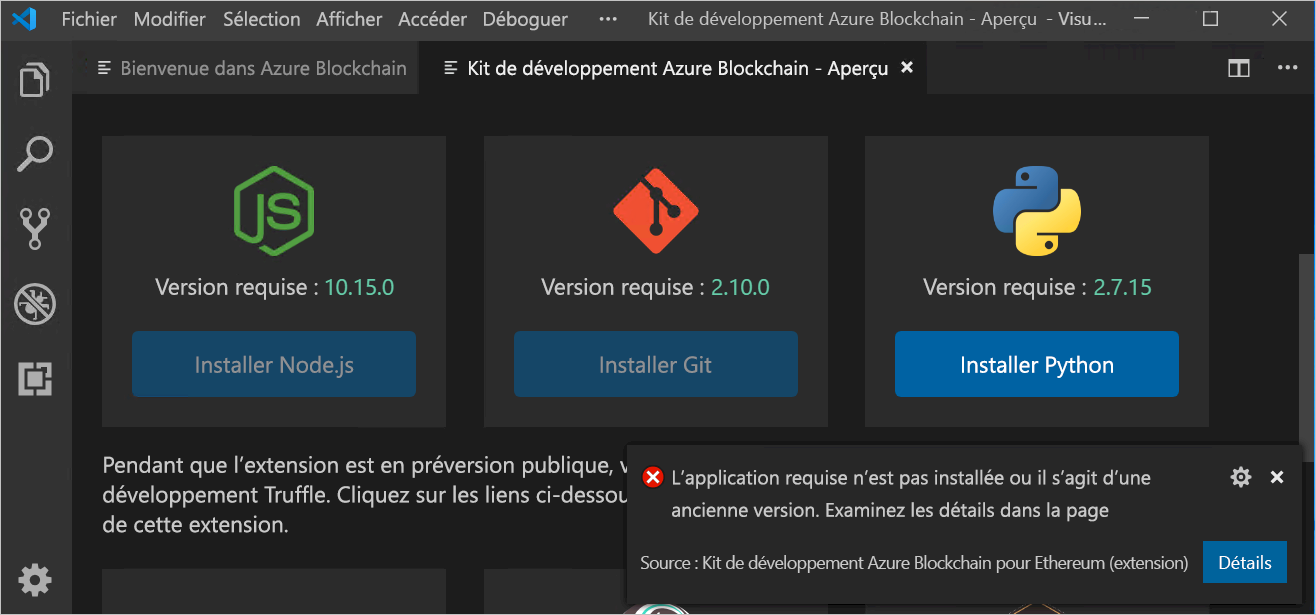 Fichier Modifier Sélection Afficher Accéder Déboguer ··· Kit de développement Azure Blockchain - Aperçu - Visu...
Bienvenue dans Azure Blockchain Kit de développement Azure Blockchain - Aperçu
JS
Version requise : 10.15.0 Version requise : 2.10.0 Version requise : 2.7.15
Installer Node.js Installer Git Installer Python
Pendant que l’extension est en préversion publique, v
développement Truffle. Cliquez sur les liens ci-dessou
de cette extension.
L’application requise n’est pas installée ou il s’agit d’une
ancienne version. Examinez les détails dans la page
Source : Kit de développement Azure Blockchain pour Ethereum (extension) Détails